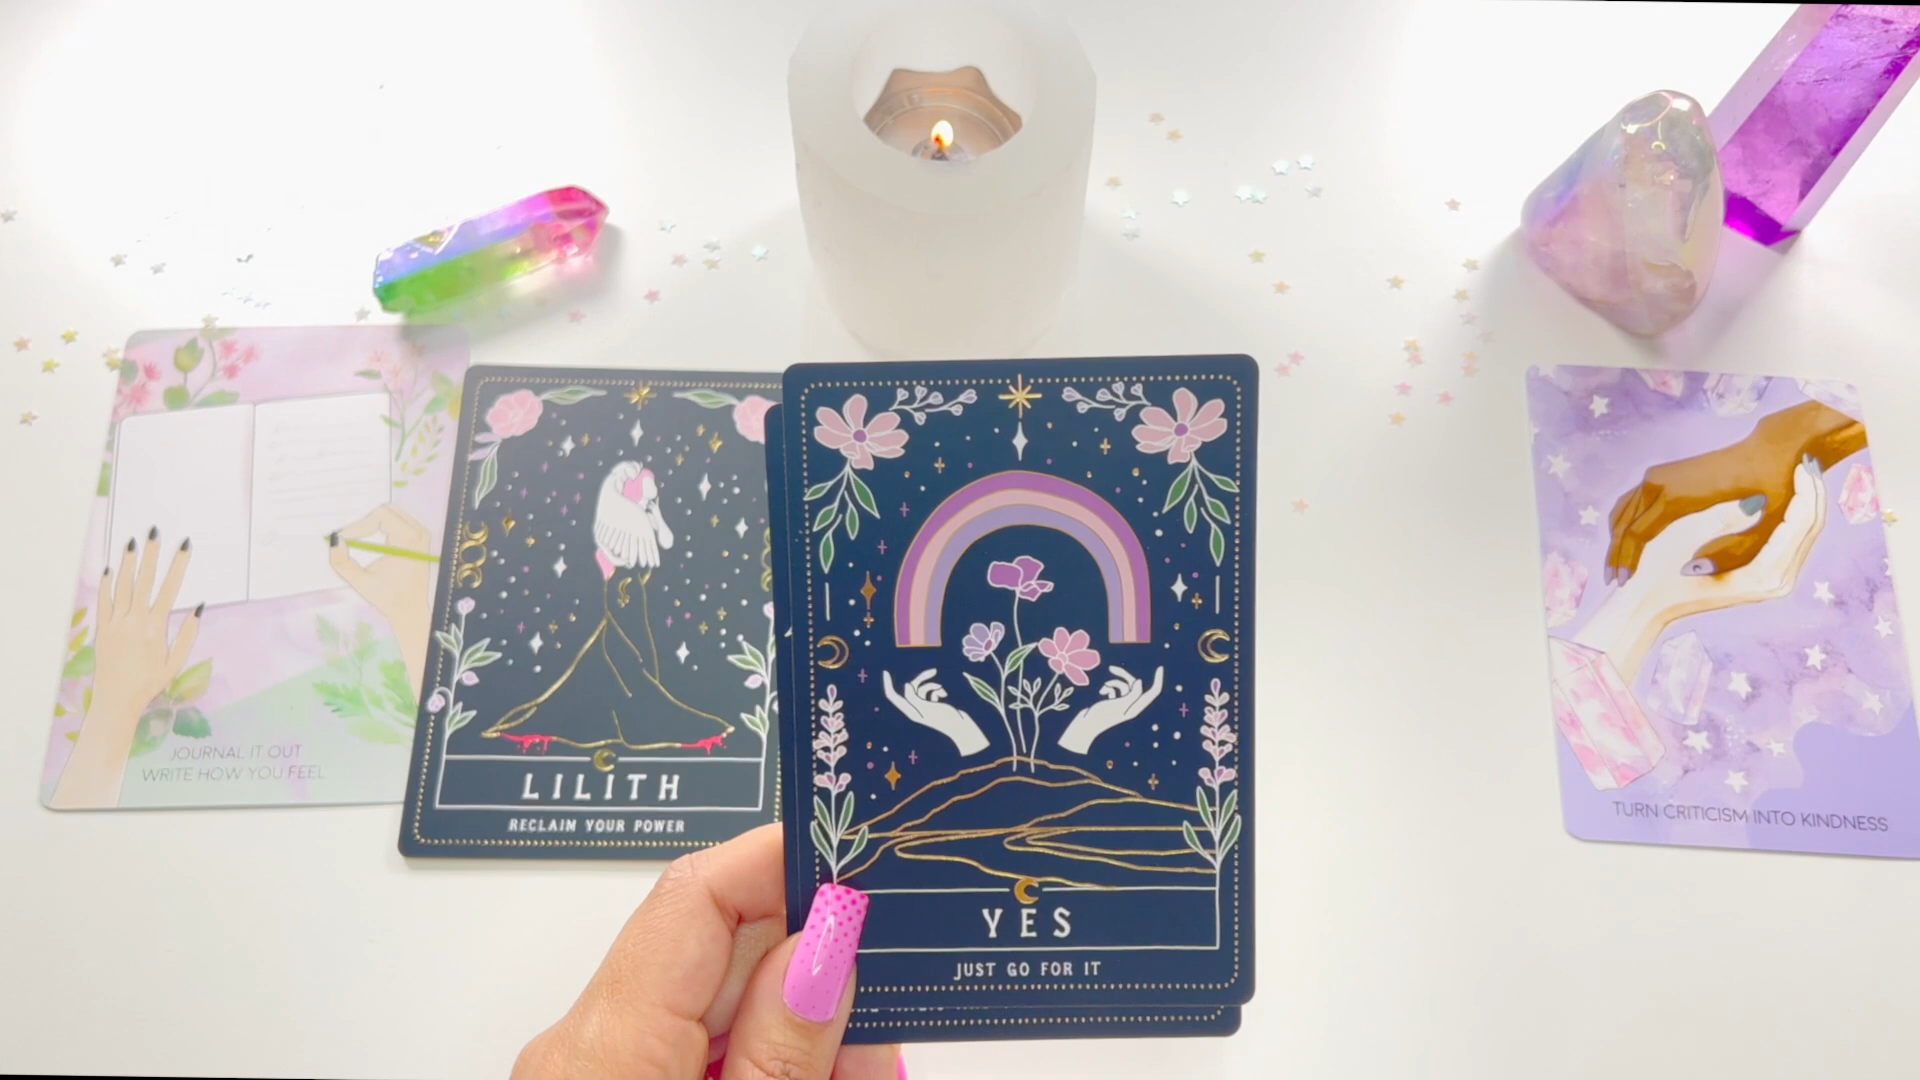 JOURNAL IT OUT
WRITE HOW YOU FEEL
LILITH
RECLAIM YOUR POWER
YES
JUST GO FOR IT
TURN CRITICISM INTO KINDNESS